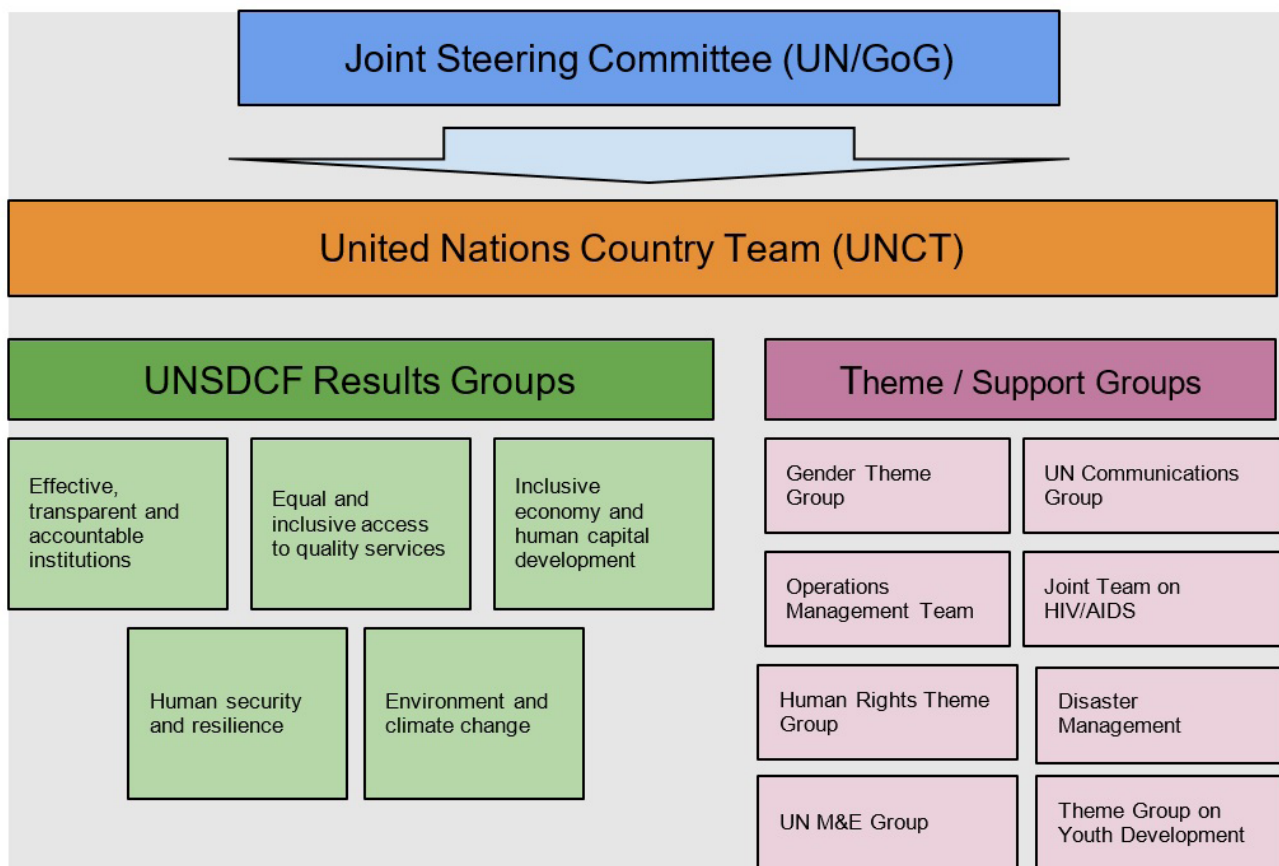 Joint Steering Committee (UN/GoG)
United Nations Country Team (UNCT)
UNSDCF Results Groups
Effective,
transparent and
accountable
institutions
Equal and
inclusive access
to quality services
Inclusive
economy and
human capital
development
Human security
and resilience
Environment and
climate change
Theme / Support Groups
Gender Theme
Group
UN Communications
Group
Operations
Management Team
Joint Team on
HIV/AIDS
Human Rights Theme
Group
Disaster
Management
UN M&E Group
Theme Group on
Youth Development